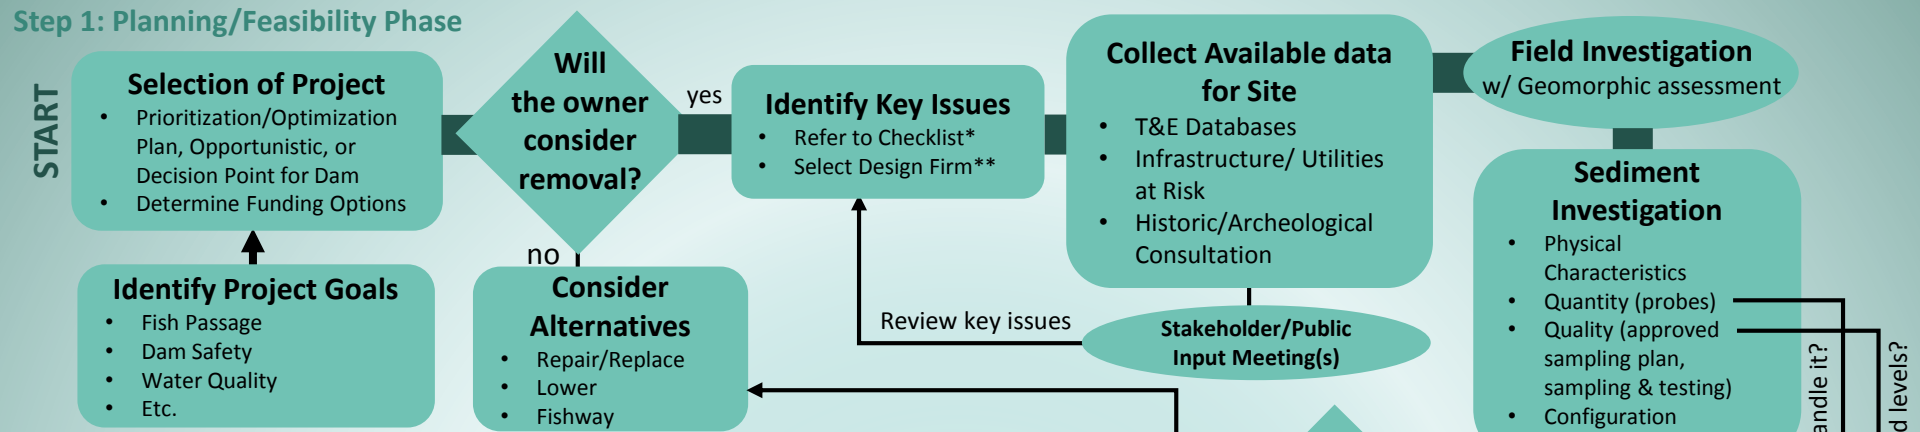 Step 1: Planning/Feasibility Phase
START
Selection of Project
• Prioritization/Optimization
Plan, Opportunistic, or
Decision Point for Dam
• Determine Funding Options
Identify Project Goals
• Fish Passage
• Dam Safety
• Water Quality
• Etc.
Will
the owner
consider
removal?
yes
no
Consider
Alternatives
• Repair/Replace
• Lower
• Fishway
Identify Key Issues
• Refer to Checklist*
• Select Design Firm**
Review key issues
Collect Available data
for Site
• T&E Databases
• Infrastructure/ Utilities
at Risk
• Historic/Archeological
Consultation
Stakeholder/Public
Input Meeting(s)
Field Investigation
w/ Geomorphic assessment
Sediment
Investigation
• Physical
Characteristics
• Quantity (probes)
• Quality (approved
sampling plan,
sampling & testing)
• Configuration
it?
levels?